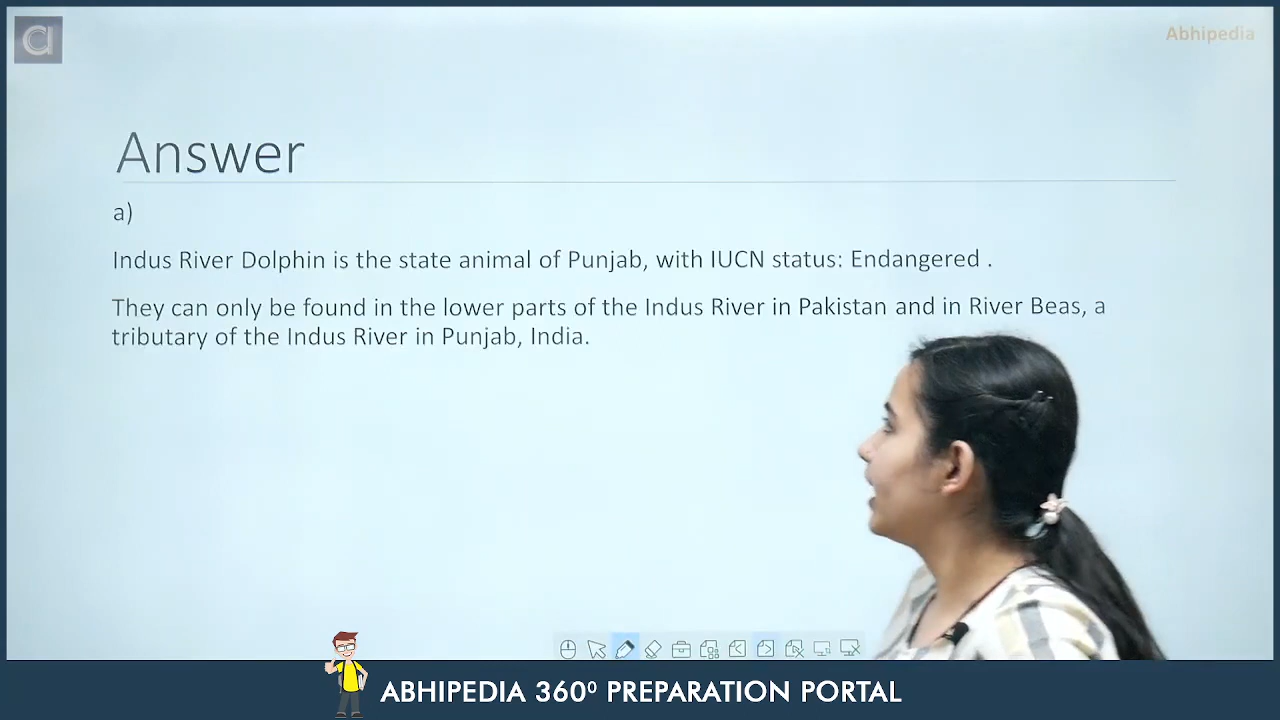 Abhipedia
Answer
a)
Indus River Dolphin is the state animal of Punjab, with IUCN status: Endangered .
They can only be found in the lower parts of the Indus River in Pakistan and in River Beas, a
tributary of the Indus River in Punjab, India.
ABHIPEDIA 360⁰ PREPARATION PORTAL